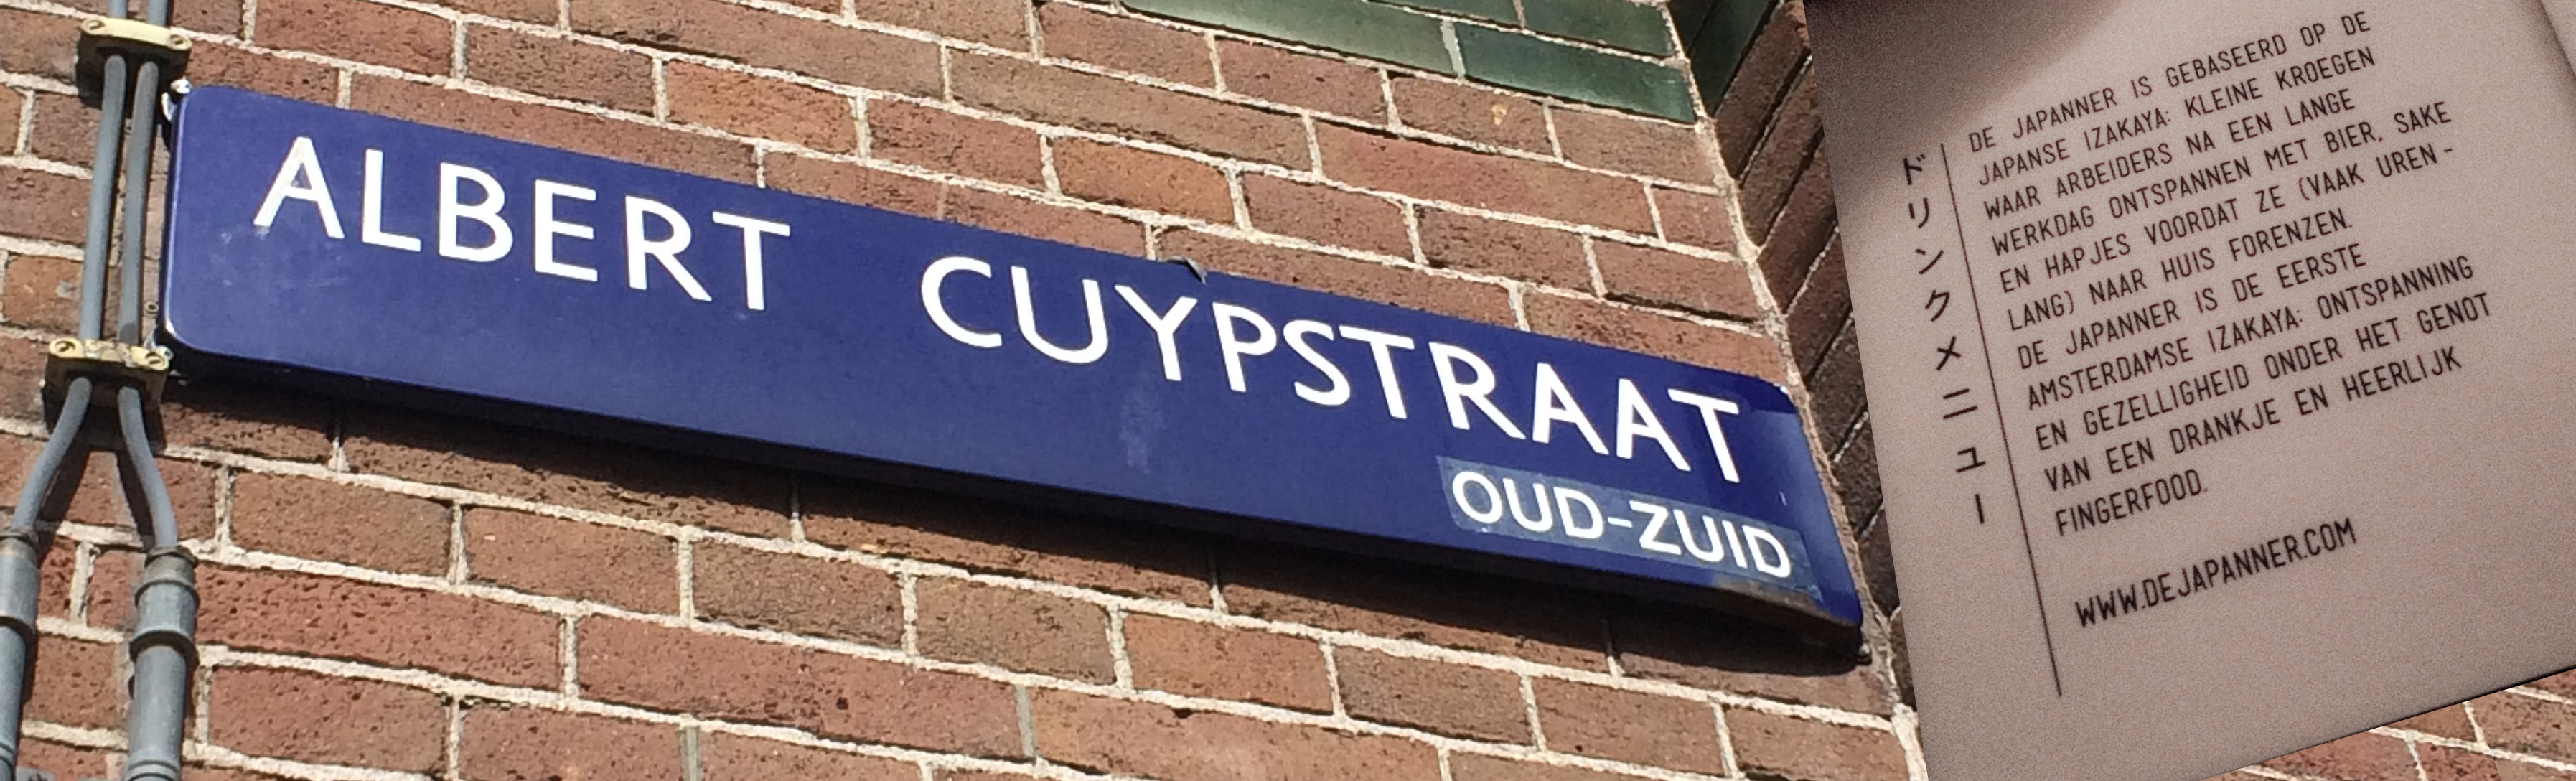 ALBERT CUYPSTRAAT
OUD-ZUID
ドリンクメニュー
DE JAPANNER IS GEBASEERD OP DE
JAPANSE IZAKAYA: KLEINE KROEGEN
WAAR ARBEIDERS NA EEN LANGE
WERKDAG ONTSPANNEN MET BIER, SAKE
EN HAPJES VOORDAT ZE (VAAK UREN-
LANG) NAAR HUIS FORENZEN.
DE JAPANNER IS DE EERSTE
AMSTERDAMSE IZAKAYA: ONTSPANNING
EN GEZELLIGHEID ONDER HET GENOT
VAN EEN DRANKJE EN HEERLIJK
FINGERFOOD.
WWW.DEJAPANNER.COM